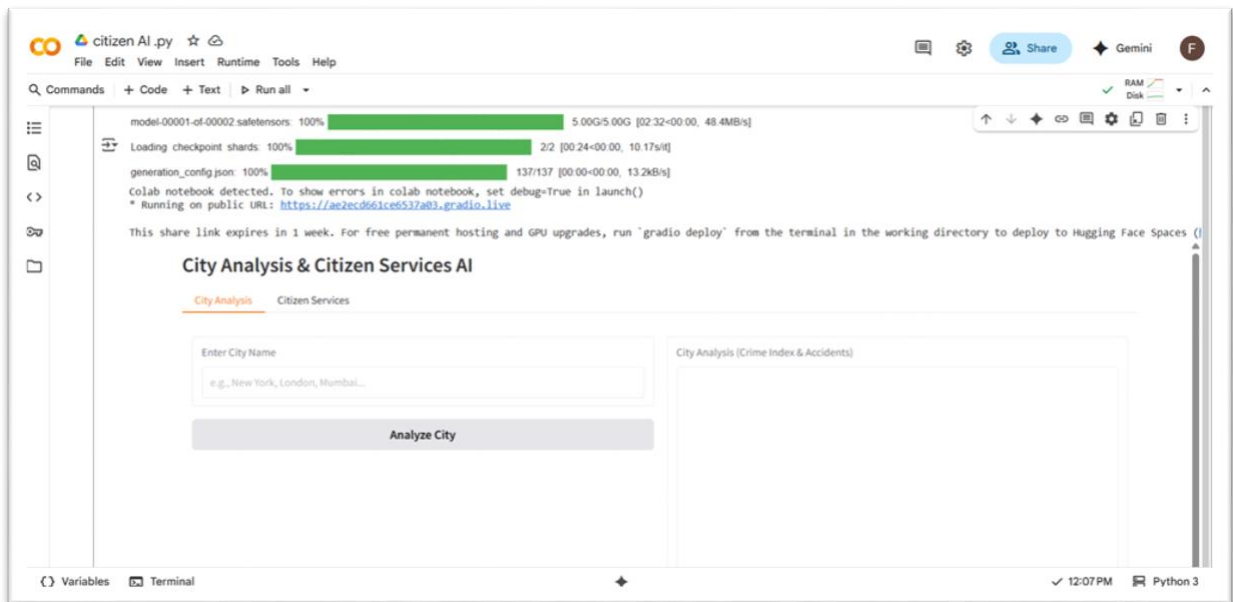 CO citizen AI .py
File Edit View Insert Runtime Tools Help
Share
Gemini
F
Commands + Code + Text Run all
RAM
Disk
model-00001-of-00002.safetensors: 100% 5.00G/5.00G [02:32<00:00, 48.4MB/s]
Loading checkpoint shards: 100% 2/2 [00:24<00:00, 10.17s/it]
generation_config.json: 100% 137/137 [00:00<00:00, 13.2kB/s]
Colab notebook detected. To show errors in colab notebook, set debug=True in launch()
* Running on public URL: https://ae2ecd661ce6537a03.gradio.live
This share link expires in 1 week. For free permanent hosting and GPU upgrades, run `gradio deploy` from the terminal in the working directory to deploy to Hugging Face Spaces (
City Analysis & Citizen Services AI
City Analysis Citizen Services
Enter City Name
e.g., New York, London, Mumbai...
Analyze City
City Analysis (Crime Index & Accidents)
Variables Terminal
12:07 PM Python 3